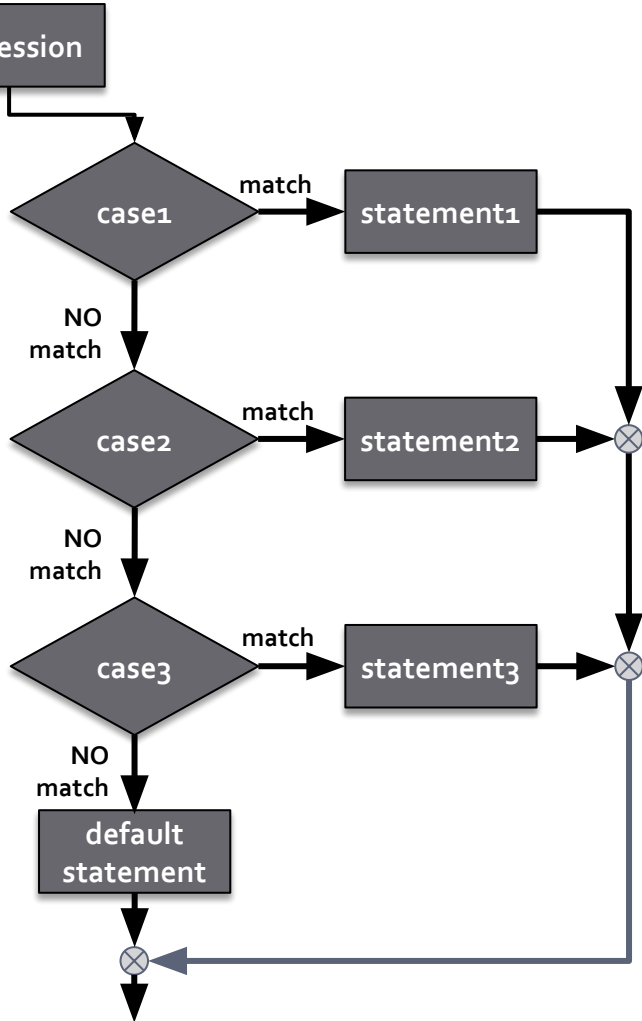 ession
case1
match
statement1
NO
match
case2
match
statement2
NO
match
case3
match
statement3
NO
match
default
statement